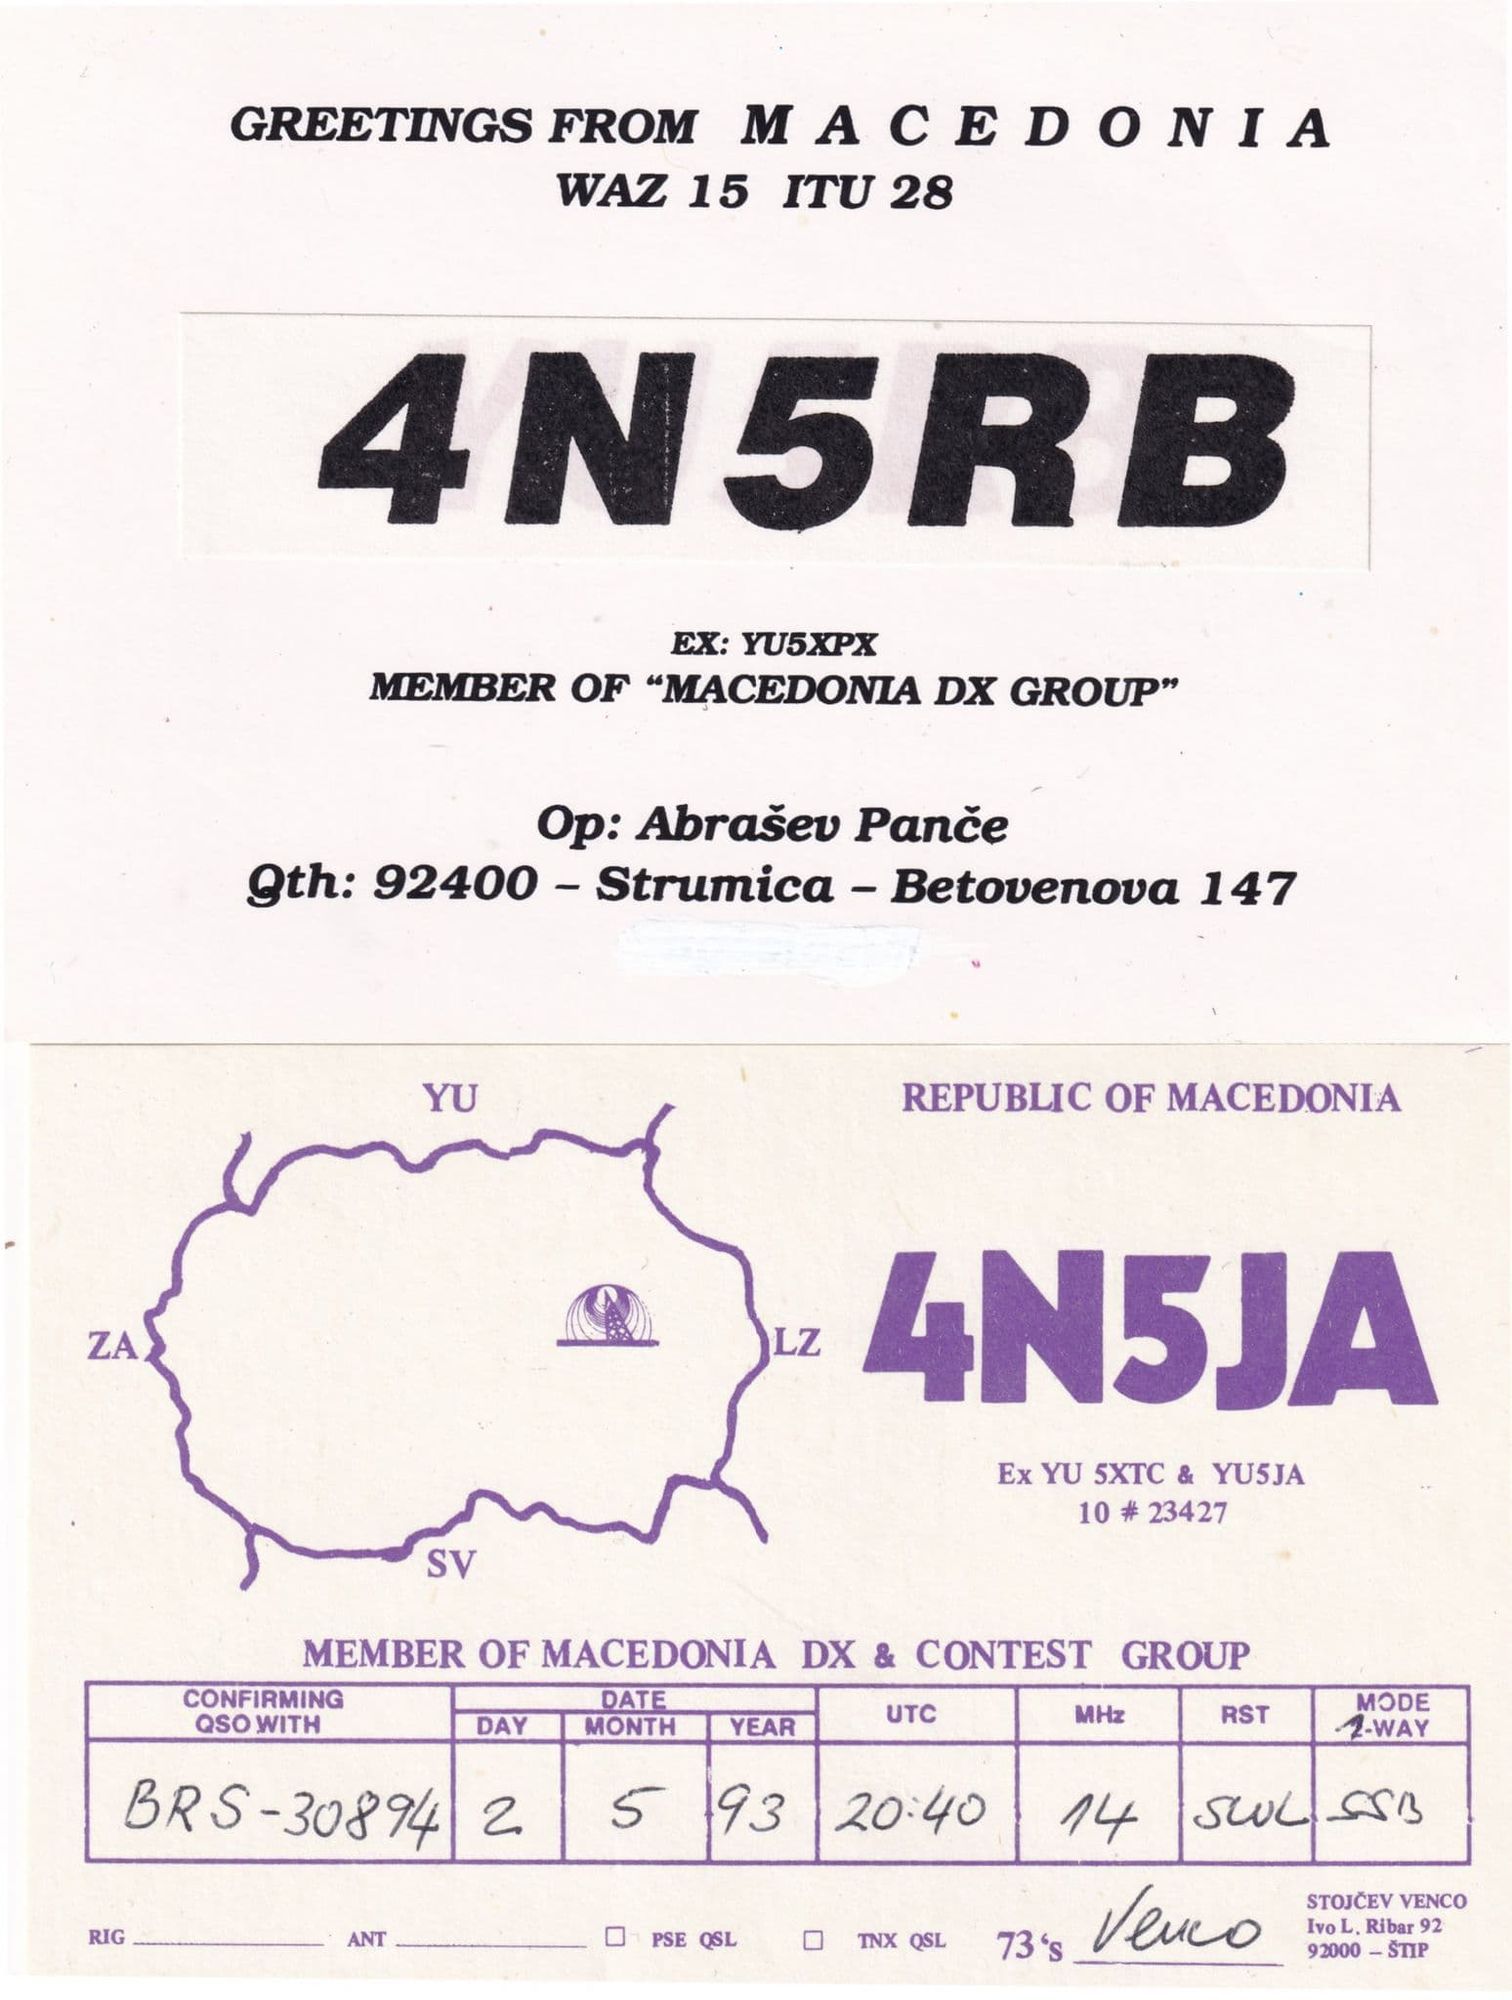 GREETINGS FROM M A C E D O N I A
WAZ 15 ITU 28
4N5RB
EX: YU5XPX
MEMBER OF “MACEDONIA DX GROUP”
Op: Abrašev Panče
Qth: 92400 – Strumica – Betovenova 147
YU
REPUBLIC OF MACEDONIA
ZA
LZ
4N5JA
Ex YU 5XTC & YU5JA
10 # 23427
SV
MEMBER OF MACEDONIA DX & CONTEST GROUP
CONFIRMING QSO WITH DATE DAY MONTH YEAR UTC MHz RST MODE 1-WAY
BRS-30894 2 5 93 20:40 14 SWL SSB
RIG ANT PSE QSL TNX QSL 73‘s Venco
STOJČEV VENCO
Ivo L. Ribar 92
92000 – ŠTIP